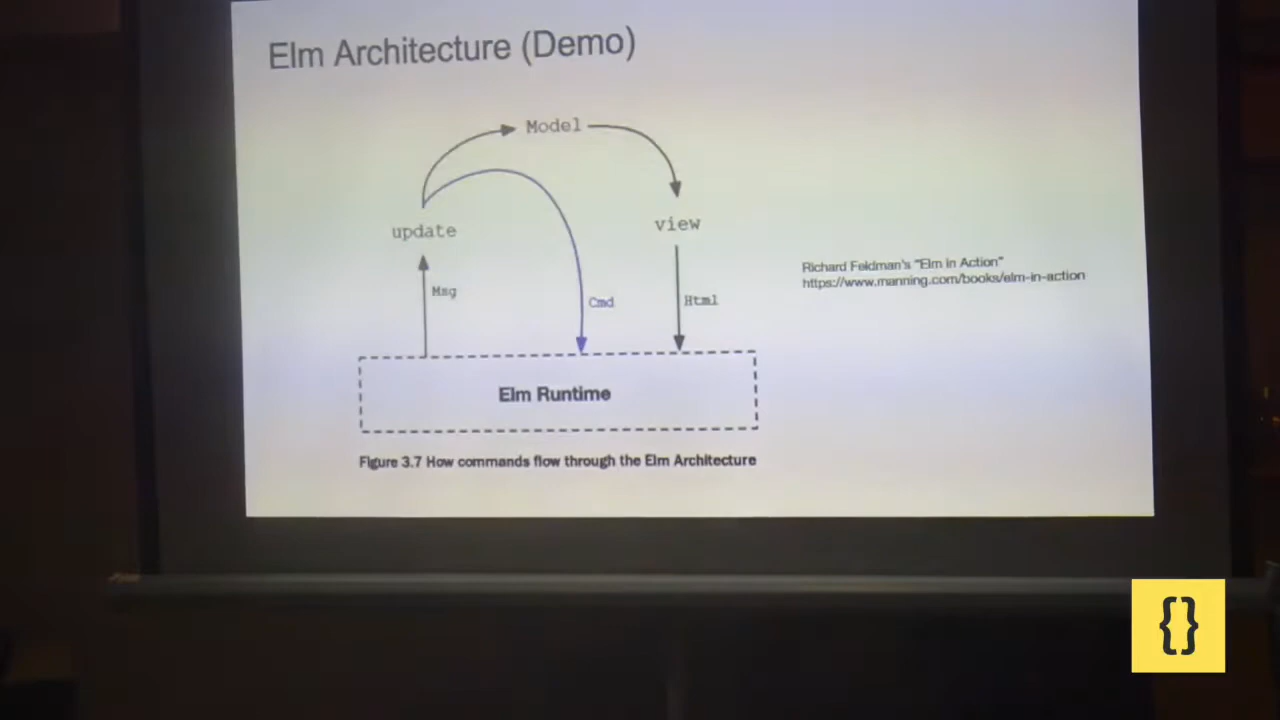 Elm Architecture (Demo)
Model
update
view
Msg
Cmd
Html
Richard Feldman's "Elm in Action"
https://www.manning.com/books/elm-in-action
Elm Runtime
Figure 3.7 How commands flow through the Elm Architecture
{}